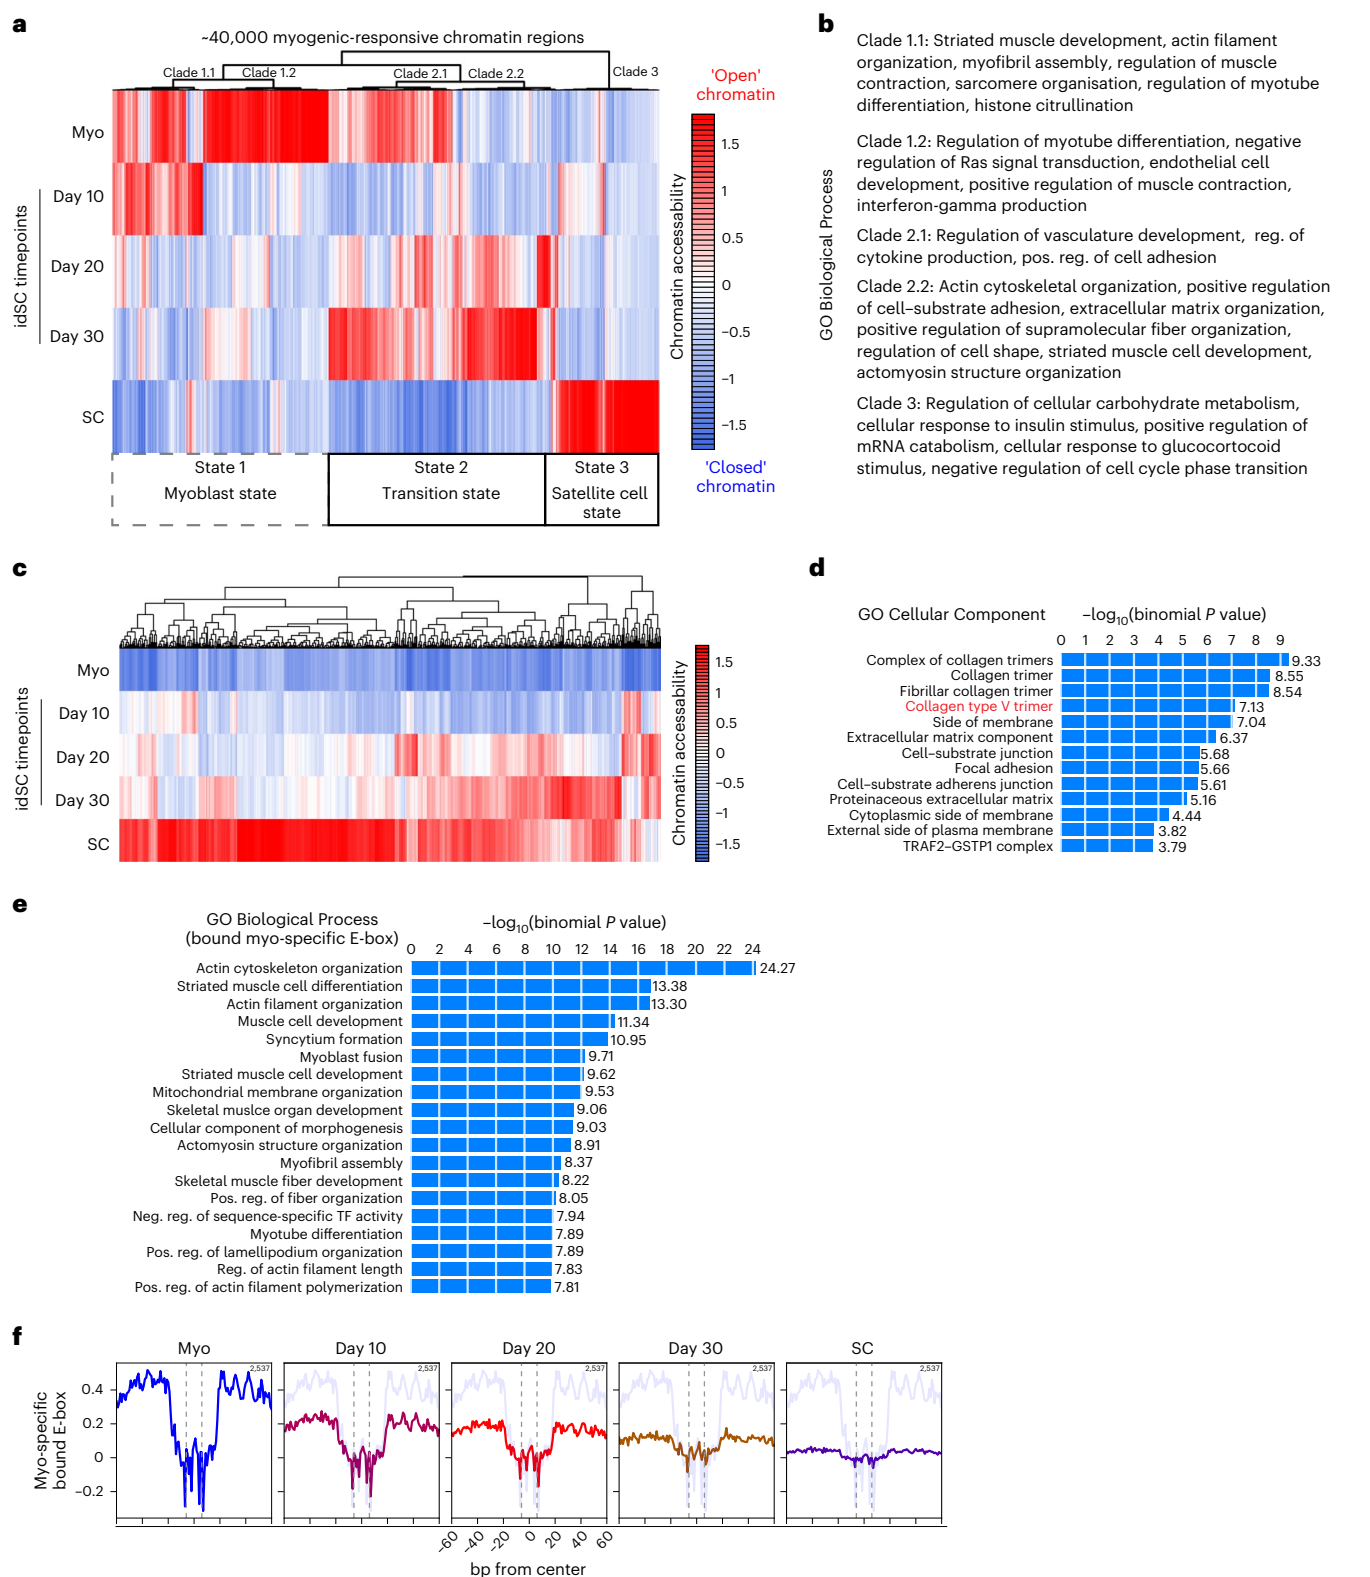 a
~40,000 myogenic-responsive chromatin regions
Clade 1.1
Clade 1.2
Clade 2.1
Clade 2.2
Clade 3
Myo
Day 10
Day 20
Day 30
SC
idSC timepoints
State 1
Myoblast state
State 2
Transition state
State 3
Satellite cell
state
'Open'
chromatin
Chromatin accessability
1.5
1
0.5
0
−0.5
−1
−1.5
'Closed'
chromatin
b
GO Biological Process
Clade 1.1: Striated muscle development, actin filament
organization, myofibril assembly, regulation of muscle
contraction, sarcomere organisation, regulation of myotube
differentiation, histone citrullination
Clade 1.2: Regulation of myotube differentiation, negative
regulation of Ras signal transduction, endothelial cell
development, positive regulation of muscle contraction,
interferon-gamma production
Clade 2.1: Regulation of vasculature development, reg. of
cytokine production, pos. reg. of cell adhesion
Clade 2.2: Actin cytoskeletal organization, positive regulation
of cell–substrate adhesion, extracellular matrix organization,
positive regulation of supramolecular fiber organization,
regulation of cell shape, striated muscle cell development,
actomyosin structure organization
Clade 3: Regulation of cellular carbohydrate metabolism,
cellular response to insulin stimulus, positive regulation of
mRNA catabolism, cellular response to glucocortocoid
stimulus, negative regulation of cell cycle phase transition
c
Myo
Day 10
Day 20
Day 30
SC
idSC timepoints
Chromatin accessability
1.5
1
0.5
0
−0.5
−1
−1.5
d
GO Cellular Component
−log10(binomial P value)
0 1 2 3 4 5 6 7 8 9
Complex of collagen trimers 9.33
Collagen trimer 8.55
Fibrillar collagen trimer 8.54
Collagen type V trimer 7.13
Side of membrane 7.04
Extracellular matrix component 6.37
Cell–substrate junction 5.68
Focal adhesion 5.66
Cell–substrate adherens junction 5.61
Proteinaceous extracellular matrix 5.16
Cytoplasmic side of membrane 4.44
External side of plasma membrane 3.82
TRAF2–GSTP1 complex 3.79
e
GO Biological Process
(bound myo-specific E-box)
−log10(binomial P value)
0 2 4 6 8 10 12 14 16 18 20 22 24
Actin cytoskeleton organization 24.27
Striated muscle cell differentiation 13.38
Actin filament organization 13.30
Muscle cell development 11.34
Syncytium formation 10.95
Myoblast fusion 9.71
Striated muscle cell development 9.62
Mitochondrial membrane organization 9.53
Skeletal muslce organ development 9.06
Cellular component of morphogenesis 9.03
Actomyosin structure organization 8.91
Myofibril assembly 8.37
Skeletal muscle fiber development 8.22
Pos. reg. of fiber organization 8.05
Neg. reg. of sequence-specific TF activity 7.94
Myotube differentiation 7.89
Pos. reg. of lamellipodium organization 7.89
Reg. of actin filament length 7.83
Pos. reg. of actin filament polymerization 7.81
f
Myo
Day 10
Day 20
Day 30
SC
2,537
2,537
2,537
2,537
2,537
Myo-specific
bound E-box
0.4
0.2
0
−0.2
−60 −40 −20 0 20 40 60
bp from center